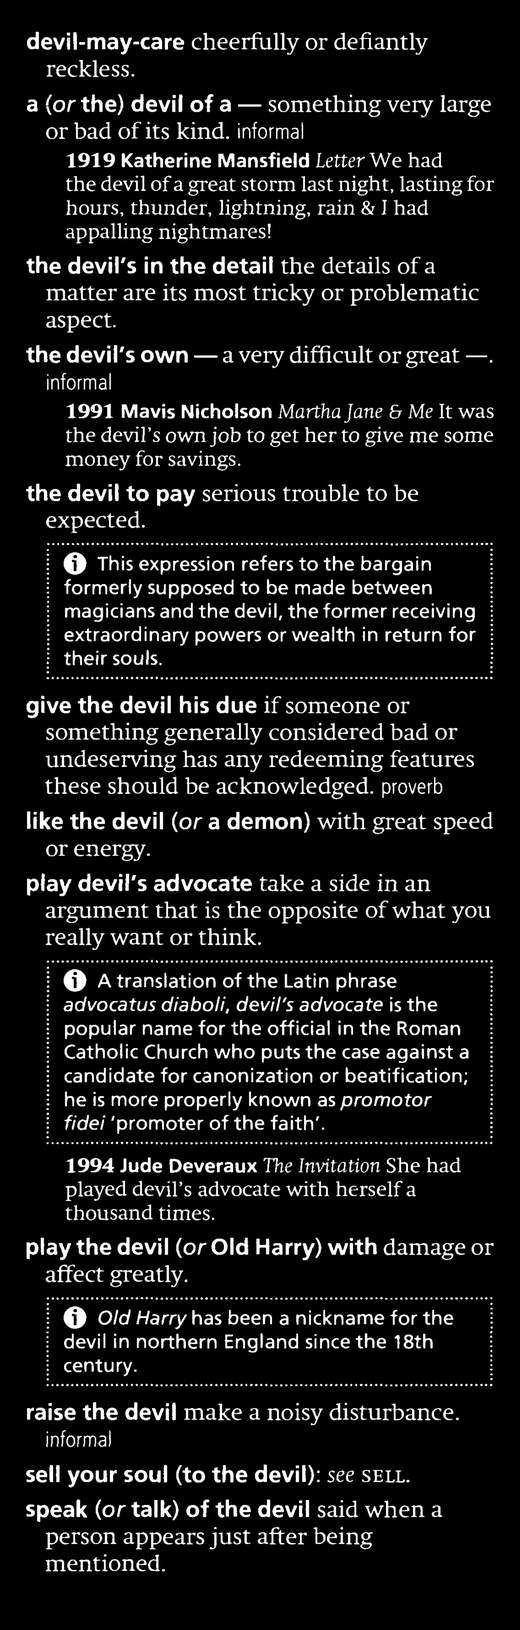 devil-may-care cheerfully or defiantly
reckless.
a (or the) devil of a — something very large
or bad of its kind. informal
1919 Katherine Mansfield Letter We had
the devil of a great storm last night, lasting for
hours, thunder, lightning, rain & I had
appalling nightmares!
the devil's in the detail the details of a
matter are its most tricky or problematic
aspect.
the devil's own — a very difficult or great —.
informal
1991 Mavis Nicholson Martha Jane & Me It was
the devil's own job to get her to give me some
money for savings.
the devil to pay serious trouble to be
expected.
i This expression refers to the bargain
formerly supposed to be made between
magicians and the devil, the former receiving
extraordinary powers or wealth in return for
their souls.
give the devil his due if someone or
something generally considered bad or
undeserving has any redeeming features
these should be acknowledged. proverb
like the devil (or a demon) with great speed
or energy.
play devil's advocate take a side in an
argument that is the opposite of what you
really want or think.
i A translation of the Latin phrase
advocatus diaboli, devil's advocate is the
popular name for the official in the Roman
Catholic Church who puts the case against a
candidate for canonization or beatification;
he is more properly known as promotor
fidei 'promoter of the faith'.
1994 Jude Deveraux The Invitation She had
played devil's advocate with herself a
thousand times.
play the devil (or Old Harry) with damage or
affect greatly.
i Old Harry has been a nickname for the
devil in northern England since the 18th
century.
raise the devil make a noisy disturbance.
informal
sell your soul (to the devil): see SELL.
speak (or talk) of the devil said when a
person appears just after being
mentioned.